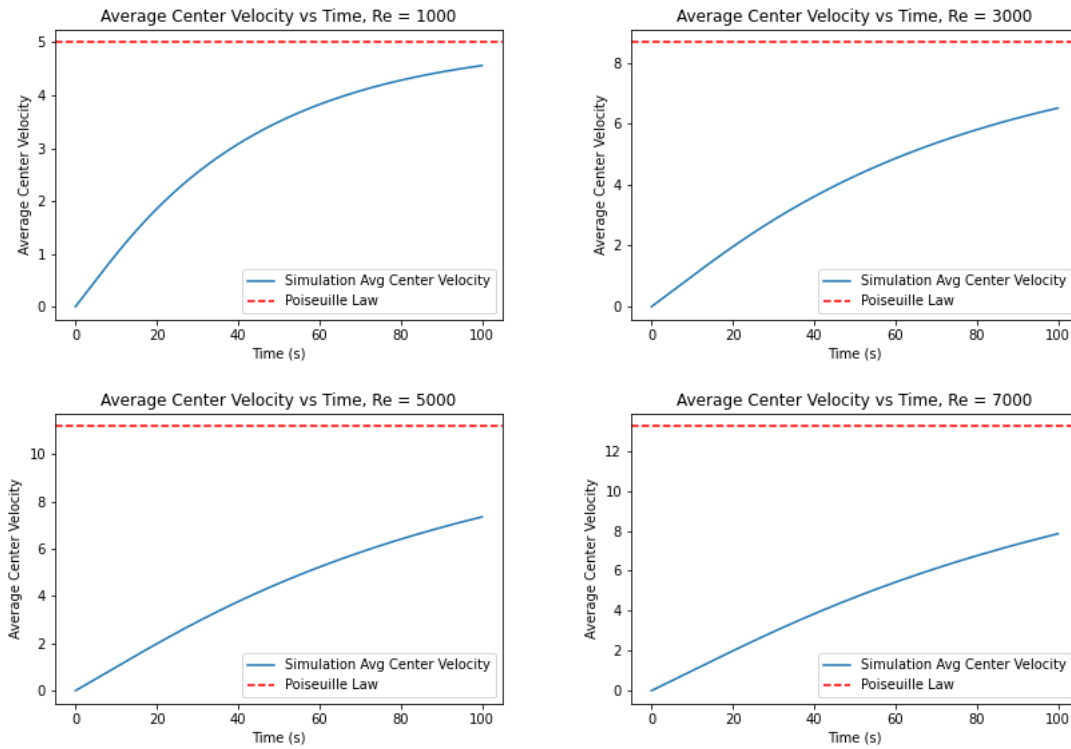 Average Center Velocity vs Time, Re = 1000
5
4
3
2
1
0
Average Center Velocity
Simulation Avg Center Velocity
Poiseuille Law
0 20 40 60 80 100
Time (s)
Average Center Velocity vs Time, Re = 3000
8
6
4
2
0
Average Center Velocity
Simulation Avg Center Velocity
Poiseuille Law
0 20 40 60 80 100
Time (s)
Average Center Velocity vs Time, Re = 5000
10
8
6
4
2
0
Average Center Velocity
Simulation Avg Center Velocity
Poiseuille Law
0 20 40 60 80 100
Time (s)
Average Center Velocity vs Time, Re = 7000
12
10
8
6
4
2
0
Average Center Velocity
Simulation Avg Center Velocity
Poiseuille Law
0 20 40 60 80 100
Time (s)